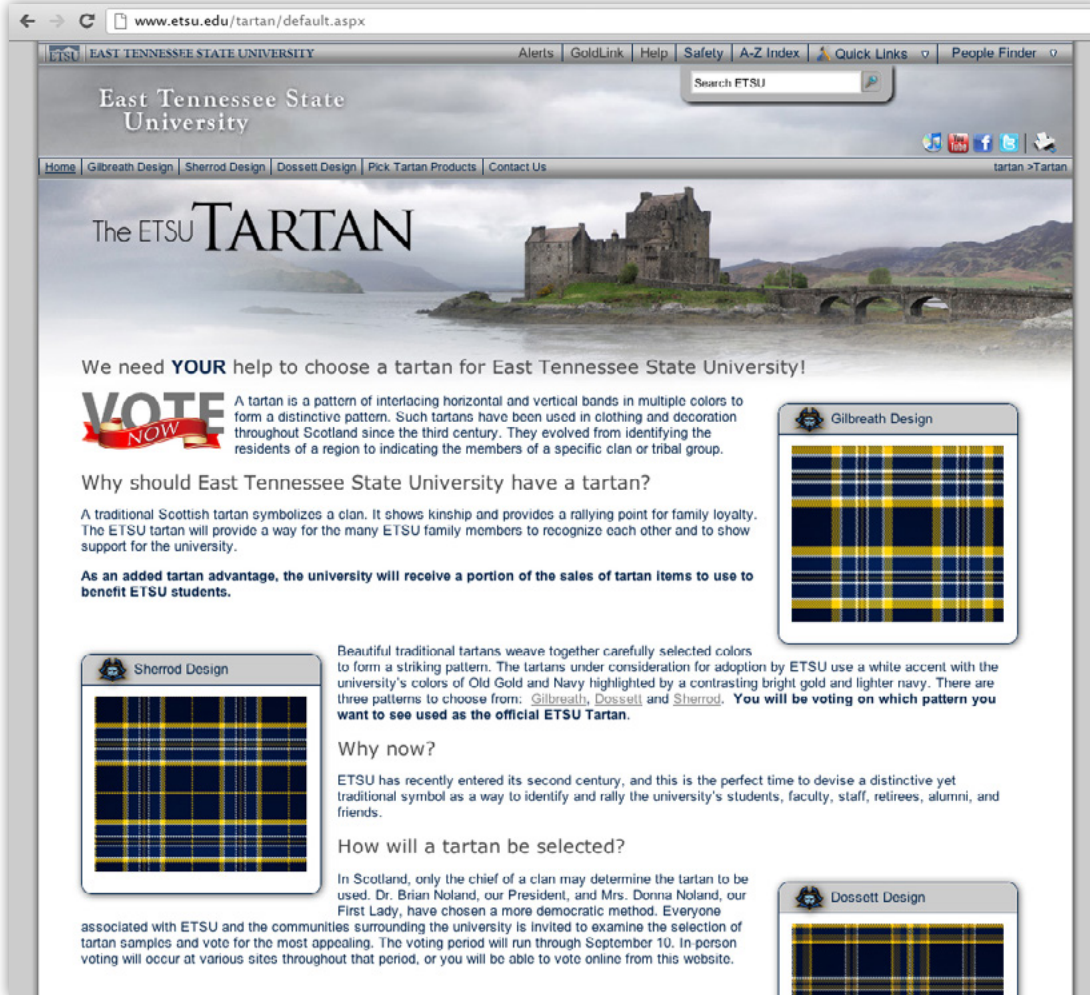 www.etsu.edu/tartan/default.aspx
ETSU EAST TENNESSEE STATE UNIVERSITY
Alerts | GoldLink | Help | Safety | A-Z Index | Quick Links | People Finder
Search ETSU
East Tennessee State
University
You Tube
Home | Gilbreath Design | Sherrod Design | Dossett Design | Pick Tartan Products | Contact Us
tartan >Tartan
The ETSU TARTAN
We need YOUR help to choose a tartan for East Tennessee State University!
VOTE
NOW
A tartan is a pattern of interlacing horizontal and vertical bands in multiple colors to
form a distinctive pattern. Such tartans have been used in clothing and decoration
throughout Scotland since the third century. They evolved from identifying the
residents of a region to indicating the members of a specific clan or tribal group.
Gilbreath Design
Why should East Tennessee State University have a tartan?
A traditional Scottish tartan symbolizes a clan. It shows kinship and provides a rallying point for family loyalty.
The ETSU tartan will provide a way for the many ETSU family members to recognize each other and to show
support for the university.
As an added tartan advantage, the university will receive a portion of the sales of tartan items to use to
benefit ETSU students.
Sherrod Design
Beautiful traditional tartans weave together carefully selected colors
to form a striking pattern. The tartans under consideration for adoption by ETSU use a white accent with the
university's colors of Old Gold and Navy highlighted by a contrasting bright gold and lighter navy. There are
three patterns to choose from: Gilbreath, Dossett and Sherrod. You will be voting on which pattern you
want to see used as the official ETSU Tartan.
Why now?
ETSU has recently entered its second century, and this is the perfect time to devise a distinctive yet
traditional symbol as a way to identify and rally the university's students, faculty, staff, retirees, alumni, and
friends.
How will a tartan be selected?
In Scotland, only the chief of a clan may determine the tartan to be
used. Dr. Brian Noland, our President, and Mrs. Donna Noland, our
First Lady, have chosen a more democratic method. Everyone
associated with ETSU and the communities surrounding the university is invited to examine the selection of
tartan samples and vote for the most appealing. The voting period will run through September 10. In-person
voting will occur at various sites throughout that period, or you will be able to vote online from this website.
Dossett Design